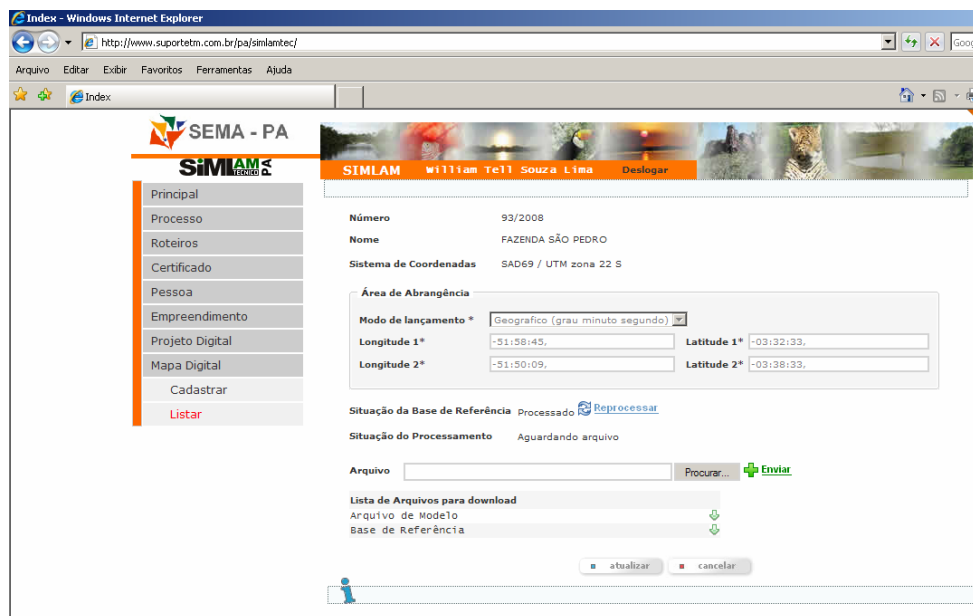 Index - Windows Internet Explorer
http://www.suportetm.com.br/pa/simlamtec/
Goog
Arquivo Editar Exibir Favoritos Ferramentas Ajuda
Index
SEMA - PA
SiMLAM TÉCNICO PA
SIMLAM William Tell Souza Lima Deslogar
Principal
Processo
Roteiros
Certificado
Pessoa
Empreendimento
Projeto Digital
Mapa Digital
Cadastrar
Listar
Número 93/2008
Nome FAZENDA SÃO PEDRO
Sistema de Coordenadas SAD69 / UTM zona 22 S
Área de Abrangência
Modo de lançamento * Geografico (grau minuto segundo)
Longitude 1* -51:58:45, Latitude 1* -03:32:33,
Longitude 2* -51:50:09, Latitude 2* -03:38:33,
Situação da Base de Referência Processado Reprocessar
Situação do Processamento Aguardando arquivo
Arquivo Procurar... Enviar
Lista de Arquivos para download
Arquivo de Modelo
Base de Referência
atualizar cancelar